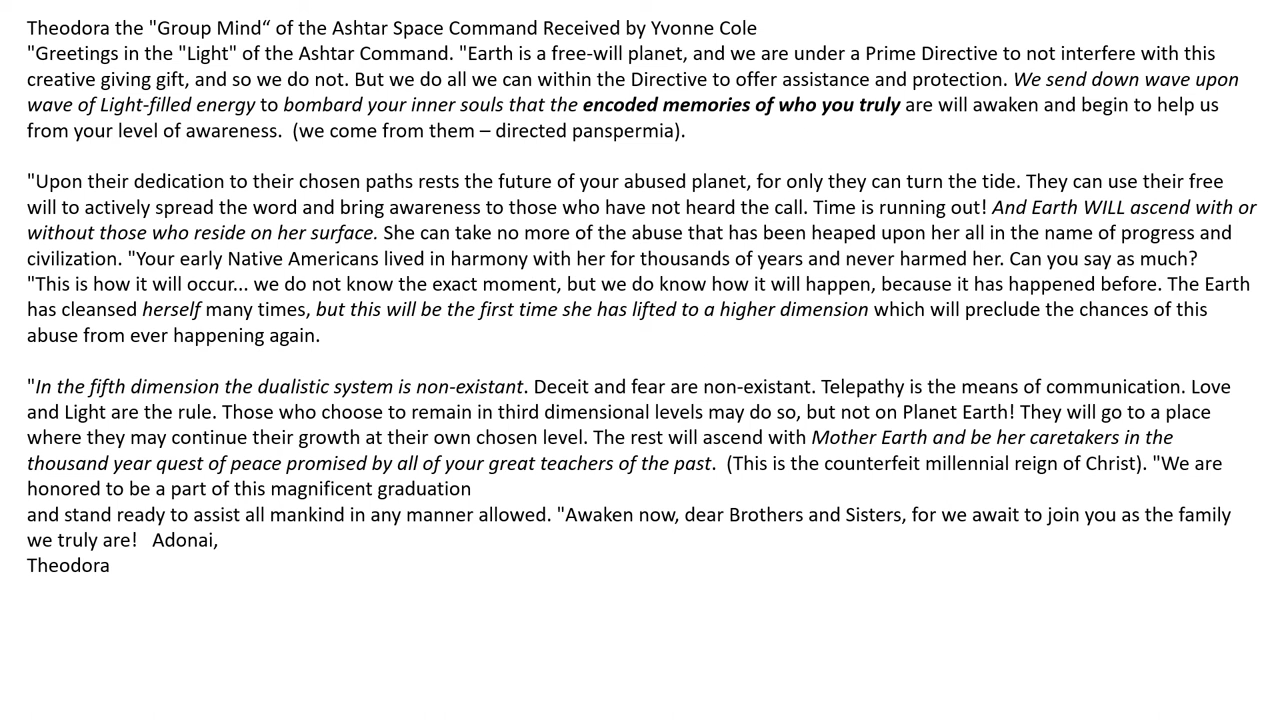 Theodora the "Group Mind“ of the Ashtar Space Command Received by Yvonne Cole
"Greetings in the "Light" of the Ashtar Command. "Earth is a free-will planet, and we are under a Prime Directive to not interfere with this
creative giving gift, and so we do not. But we do all we can within the Directive to offer assistance and protection. We send down wave upon
wave of Light-filled energy to bombard your inner souls that the encoded memories of who you truly are will awaken and begin to help us
from your level of awareness.  (we come from them – directed panspermia).

"Upon their dedication to their chosen paths rests the future of your abused planet, for only they can turn the tide. They can use their free
will to actively spread the word and bring awareness to those who have not heard the call. Time is running out! And Earth WILL ascend with or
without those who reside on her surface. She can take no more of the abuse that has been heaped upon her all in the name of progress and
civilization. "Your early Native Americans lived in harmony with her for thousands of years and never harmed her. Can you say as much?
"This is how it will occur... we do not know the exact moment, but we do know how it will happen, because it has happened before. The Earth
has cleansed herself many times, but this will be the first time she has lifted to a higher dimension which will preclude the chances of this
abuse from ever happening again.

"In the fifth dimension the dualistic system is non-existant. Deceit and fear are non-existant. Telepathy is the means of communication. Love
and Light are the rule. Those who choose to remain in third dimensional levels may do so, but not on Planet Earth! They will go to a place
where they may continue their growth at their own chosen level. The rest will ascend with Mother Earth and be her caretakers in the
thousand year quest of peace promised by all of your great teachers of the past.  (This is the counterfeit millennial reign of Christ). "We are
honored to be a part of this magnificent graduation
and stand ready to assist all mankind in any manner allowed. "Awaken now, dear Brothers and Sisters, for we await to join you as the family
we truly are!   Adonai,
Theodora